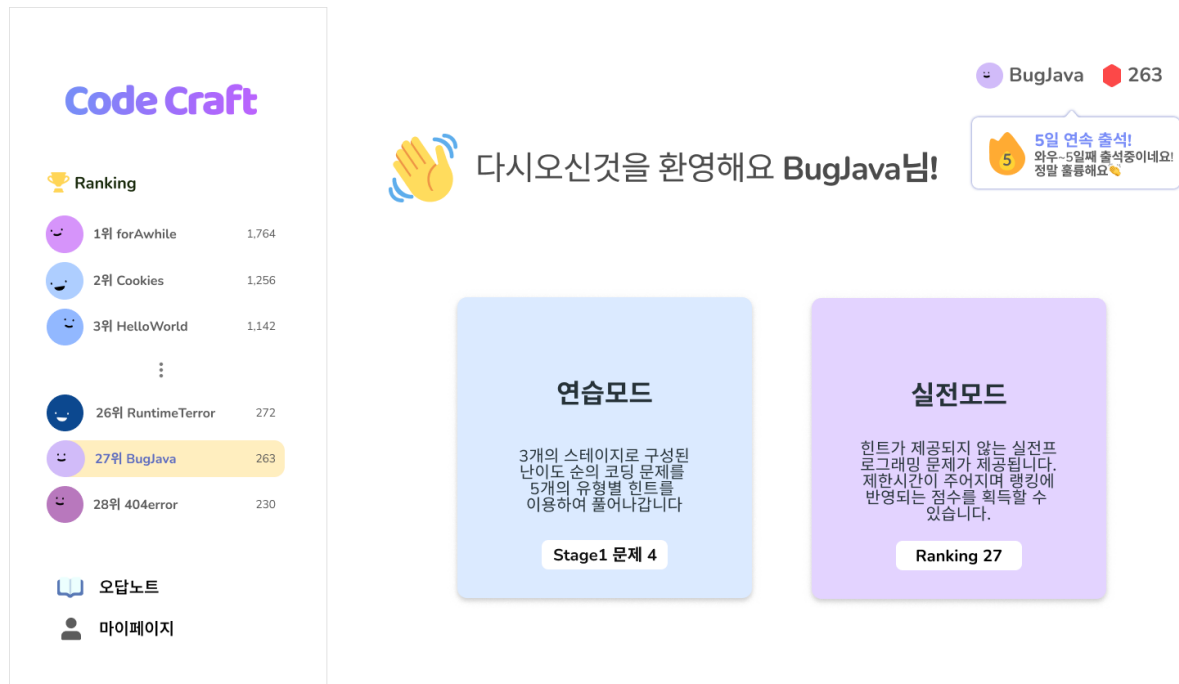 Code Craft
Ranking
1위 forAwhile 1,764
2위 Cookies 1,256
3위 HelloWorld 1,142
26위 RuntimeTerror 272
27위 BugJava 263
28위 404error 230
오답노트
마이페이지
BugJava 263
5
5일 연속 출석!
와우~5일째 출석중이네요!
정말 훌륭해요👏
다시오신것을 환영해요 BugJava님!
연습모드
3개의 스테이지로 구성된
난이도 순의 코딩 문제를
5개의 유형별 힌트를
이용하여 풀어나갑니다
Stage1 문제 4
실전모드
힌트가 제공되지 않는 실전프
로그래밍 문제가 제공됩니다.
제한시간이 주어지며 랭킹에
반영되는 점수를 획득할 수
있습니다.
Ranking 27